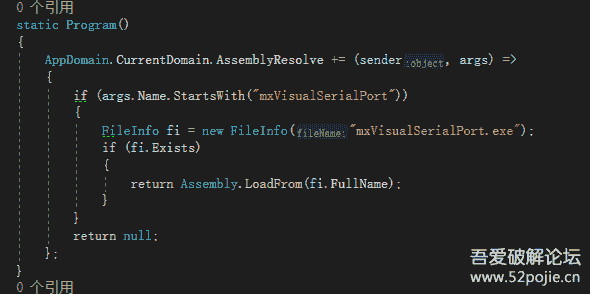 0 个引用
static Program()
{
AppDomain.CurrentDomain.AssemblyResolve += (sender:object, args) =>
{
if (args.Name.StartsWith("mxVisualSerialPort"))
{
FileInfo fi = new FileInfo(fileName:"mxVisualSerialPort.exe");
if (fi.Exists)
{
return Assembly.LoadFrom(fi.FullName);
}
}
return null;
};
}
0 个引用
吾爱破解论坛
www.52pojie.cn